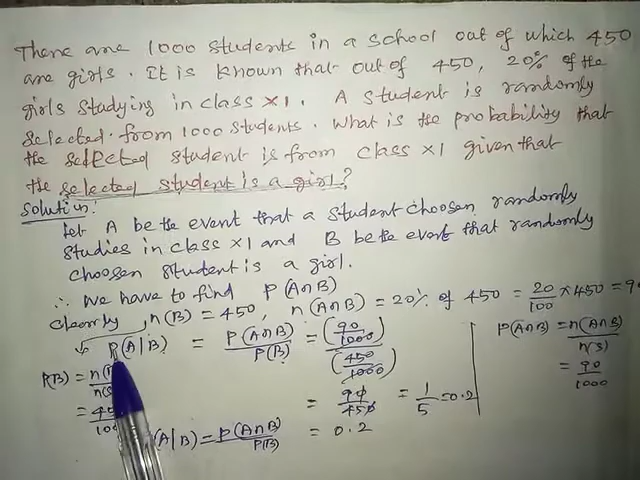 There are 1000 students in a school out of which 450
are girls. It is known that out of 450, 20% of the
girls studying in class XI. A student is randomly
selected from 1000 students. What is the probability that
the selected student is from class XI given that
the selected student is a girl?
Solution:
Let A be the event that a student choosen randomly
studies in class XI and B be the event that randomly
choosen student is a girl.
∴ We have to find P(A∩B)
Clearly, n(B) = 450, n(A∩B) = 20% of 450 = 20/100 × 450 = 9
P(A|B) = P(A∩B)/P(B) = (90/1000)/(450/1000)
P(A∩B) = n(A∩B)/n(S)
P(B) =
= 90/1000
= 90/450 = 1/5 = 0.2
(A|B) = P(A∩B)/P(B) = 0.2